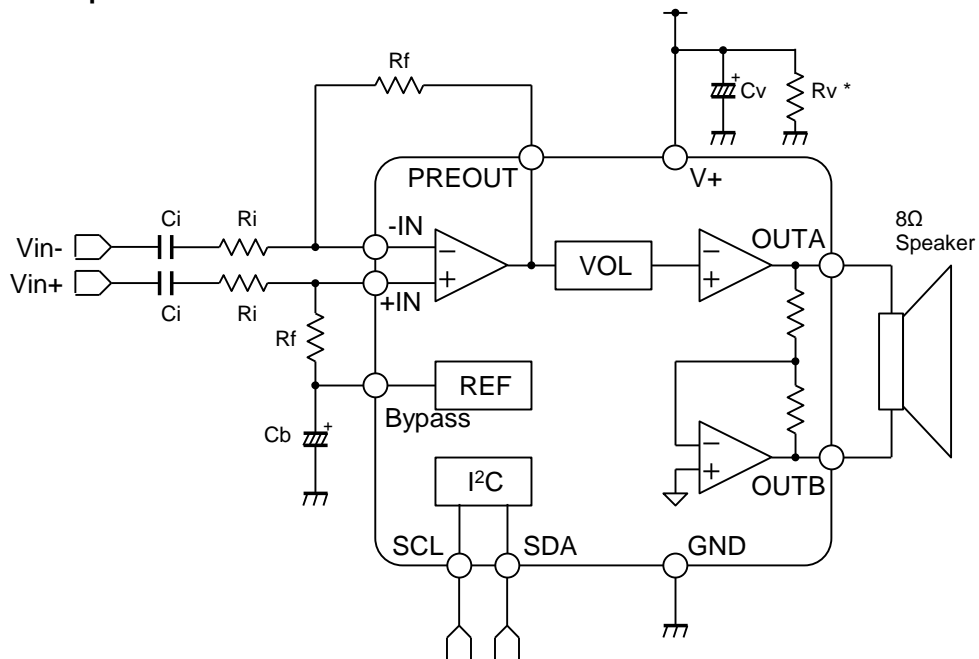 Rf
+
Cv
Rv *
PREOUT
V+
Ci
Ri
-IN
8Ω
Speaker
Vin-
OUTA
VOL
Vin+
+IN
Ci
Ri
Rf
REF
Bypass
Cb
+
I²C
OUTB
SCL
SDA
GND